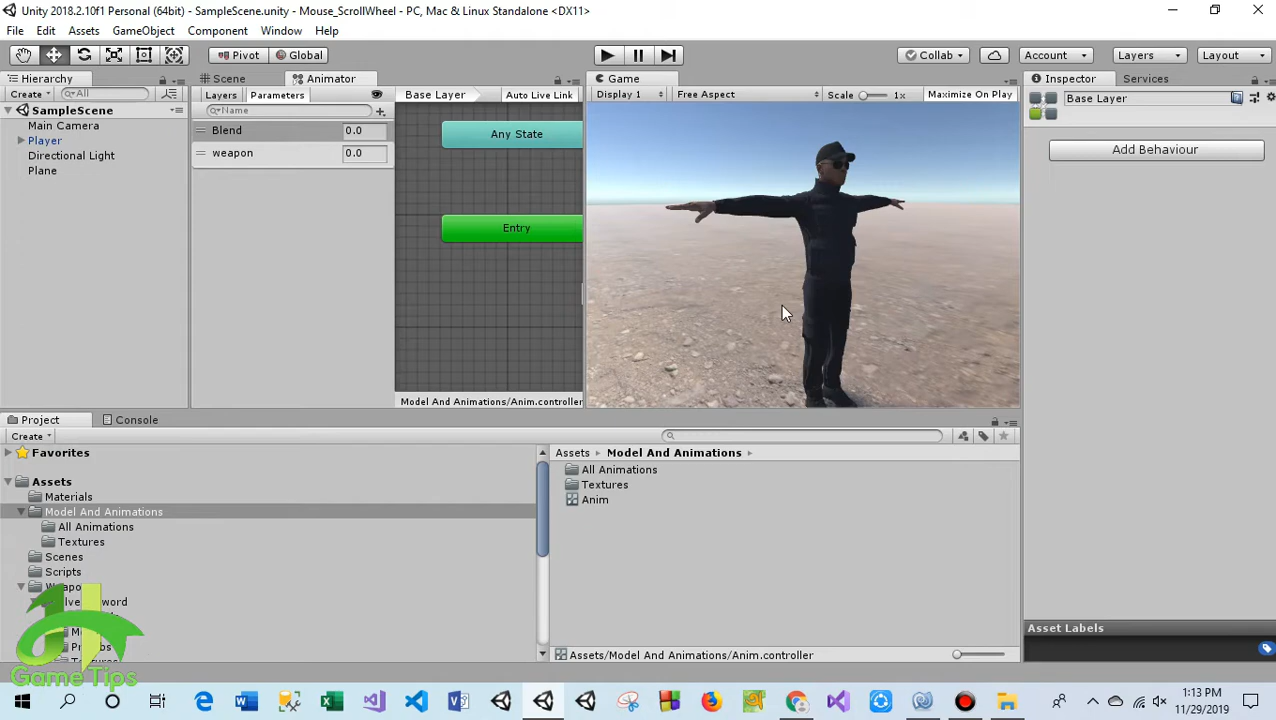 Unity 2018.2.10f1 Personal (64bit) - SampleScene.unity - Mouse_ScrollWheel - PC, Mac & Linux Standalone <DX11>
File Edit Assets GameObject Component Window Help
Pivot Global Collab Account Layers Layout
Hierarchy Scene Animator Game Inspector Services
Create All Layers Parameters Base Layer Auto Live Link Display 1 Free Aspect Scale 1x Maximize On Play Base Layer
SampleScene Name
Main Camera Blend 0.0 Any State
Player weapon 0.0 Add Behaviour
Directional Light
Plane
Entry
Model And Animations/Anim.controller
Project Console
Create
Favorites Assets Model And Animations
All Animations
Assets Textures
Materials Anim
Model And Animations
All Animations
Textures
Scenes
Scripts
Asset Labels
Game Tips
Assets/Model And Animations/Anim.controller
1:13 PM
11/29/2019